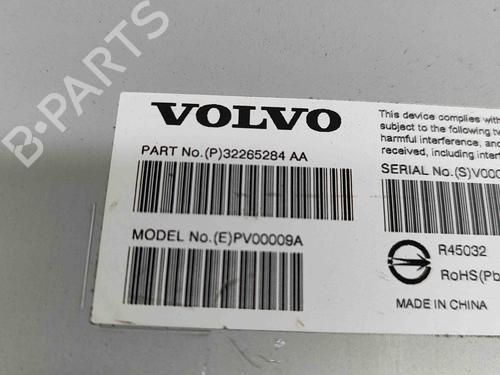 B-PARTS
VOLVO
PART No.(P)32265284 AA
MODEL No.(E)PV00009A
This device complies with
subject to the following tw
harmful interference, and
received, including interf
SERIAL No.(S)V000
R45032
RoHS(Pb
MADE IN CHINA